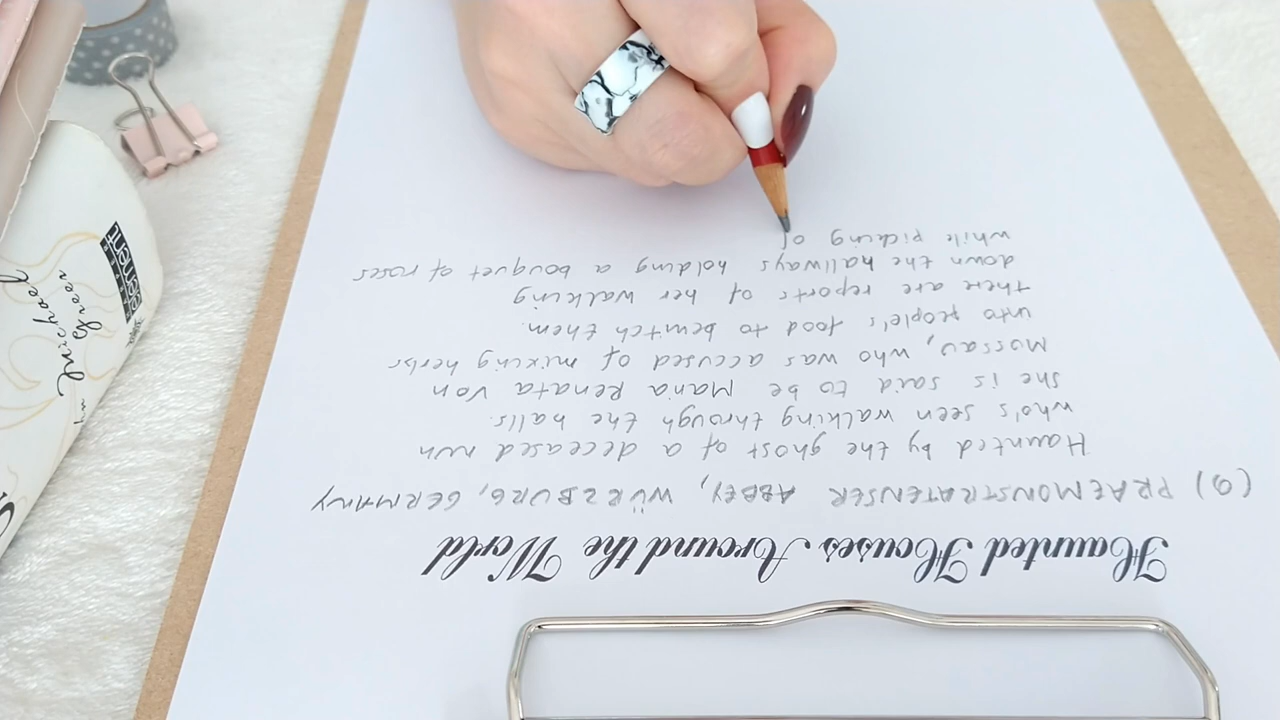 Haunted Houses Around the World
(9) PRAEMONSTRATENSER ABBEY, WÜRZBURG, GERMANY
Haunted by the ghost of a deceased nun
who's seen walking through the halls.
She is said to be Maria Renata Von
Mossau, who was accused of mixing herbs
into people's food to bewitch them.
There are reports of her walking
down the hallways holding a bouquet of roses
while picking of
Michael
Green